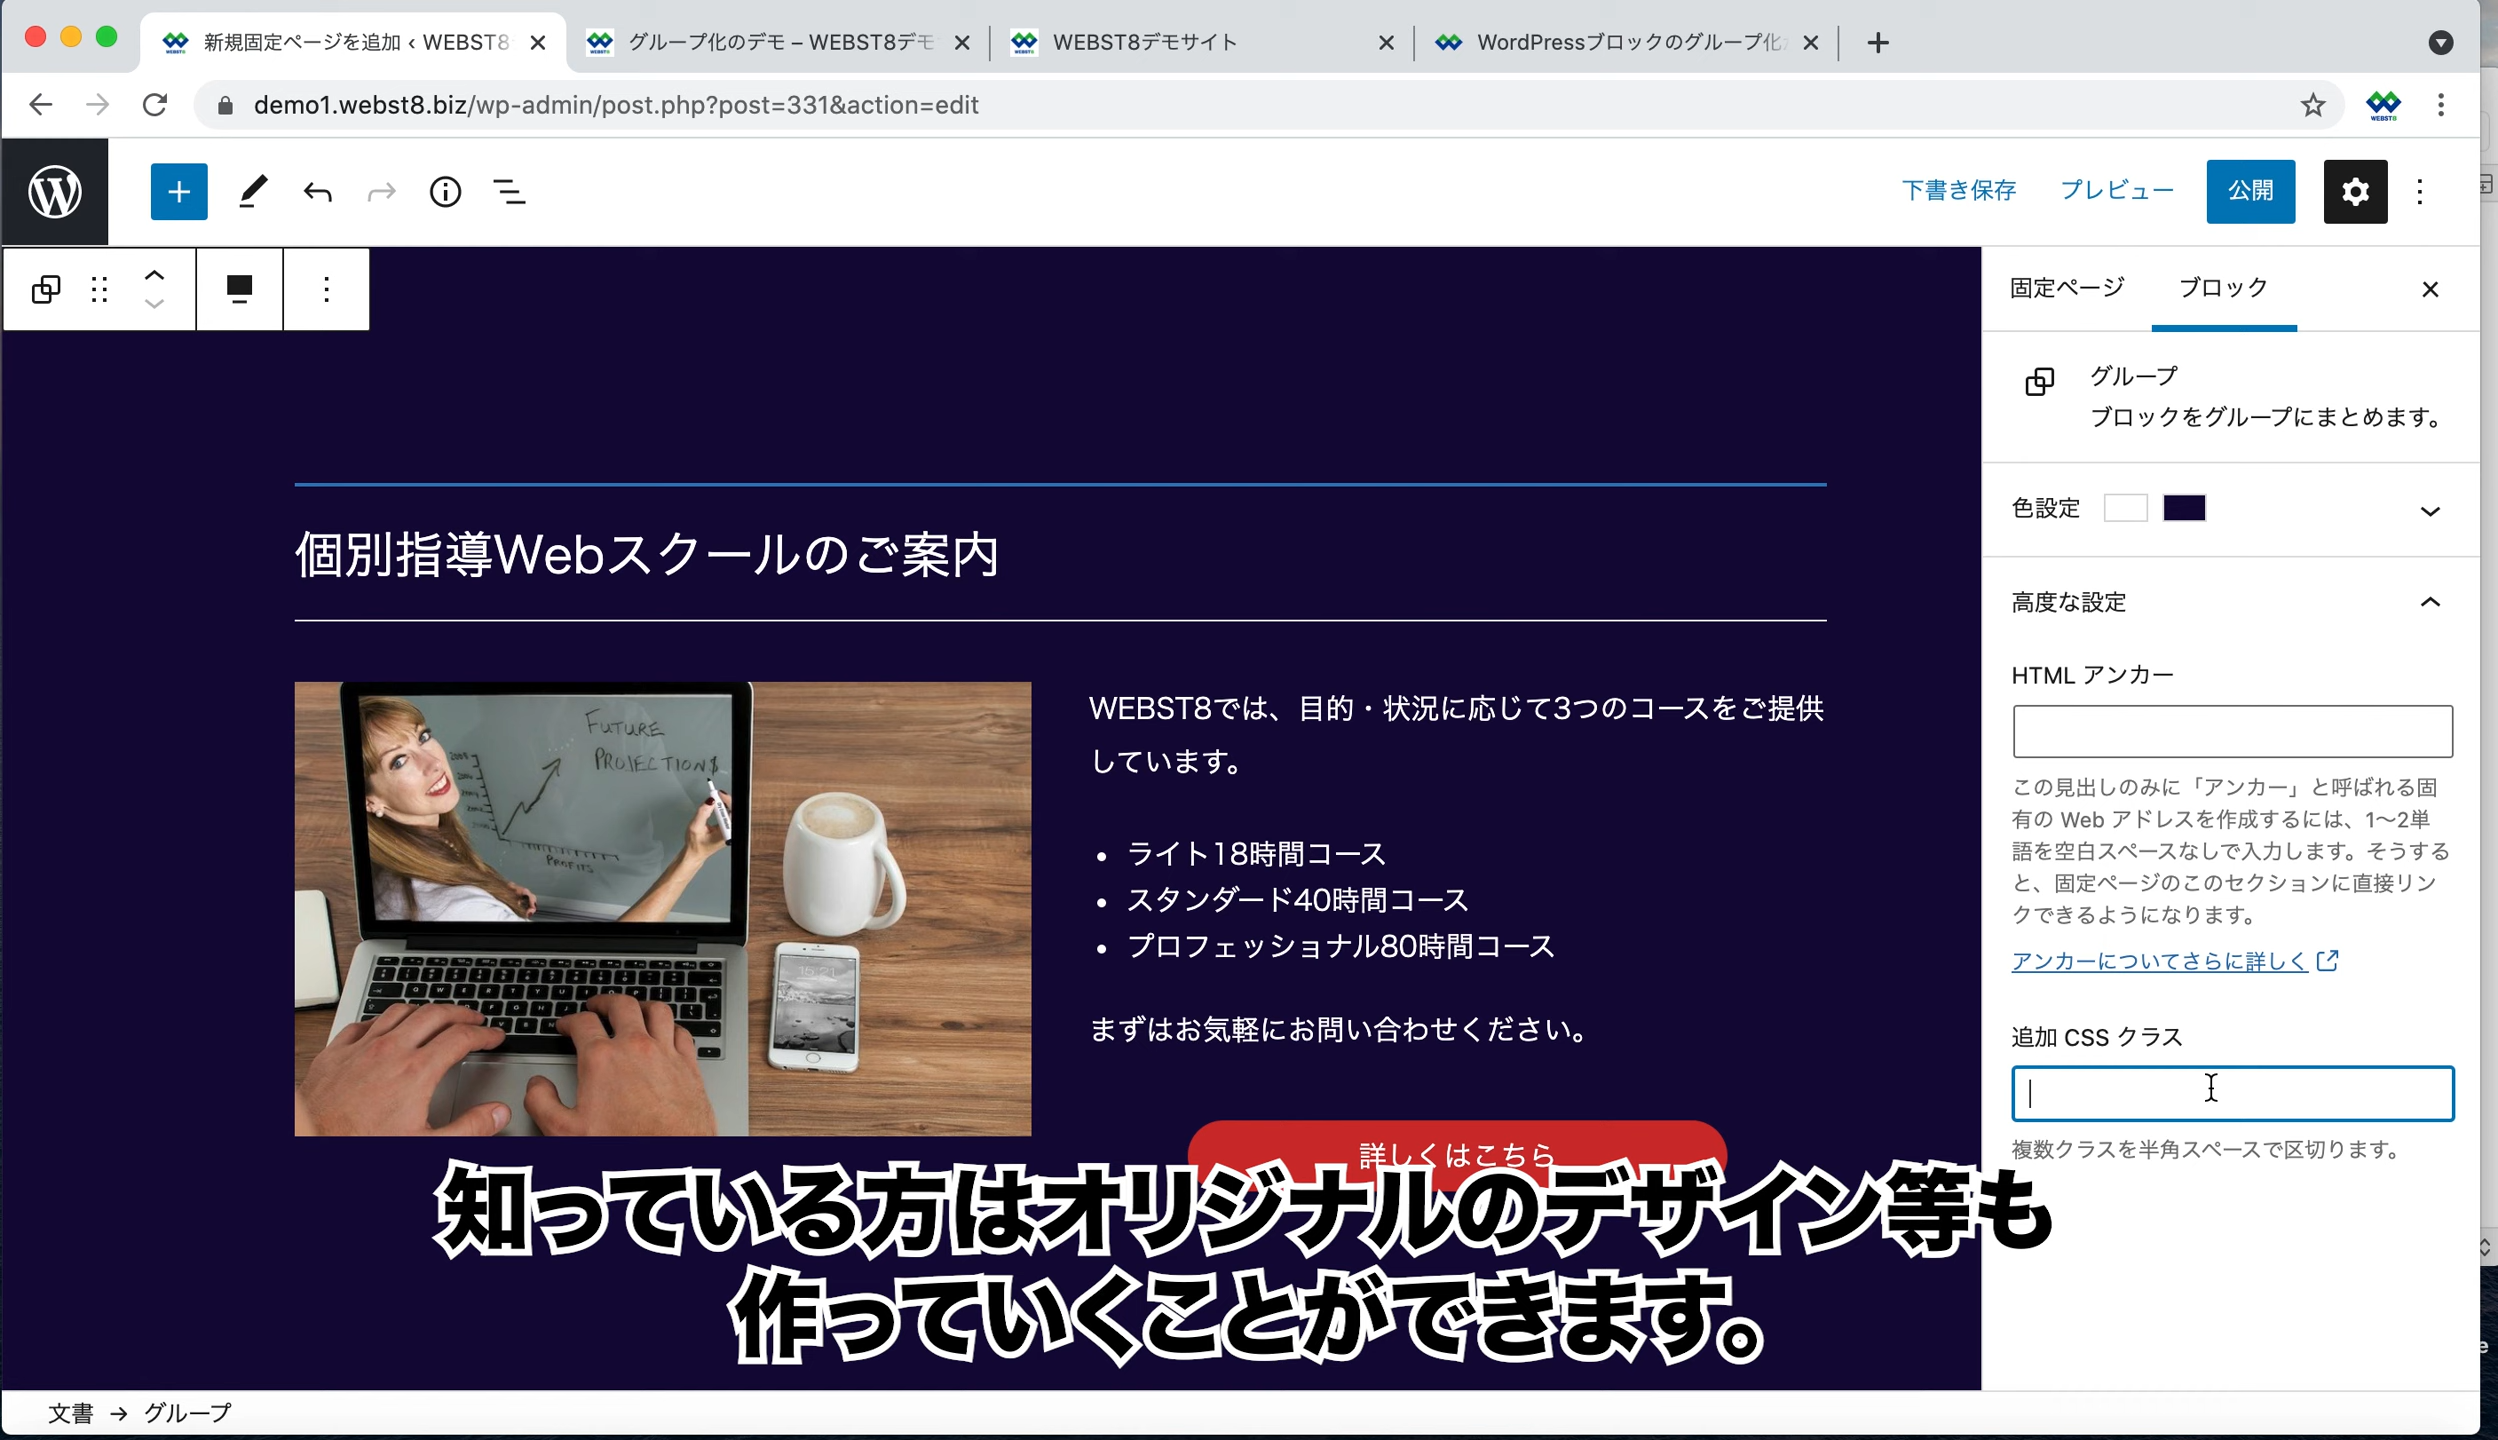 新規固定ページを追加 ‹ WEBST8
グループ化のデモ – WEBST8デモ
WEBST8デモサイト
WordPressブロックのグループ化
demo1.webst8.biz/wp-admin/post.php?post=331&action=edit
下書き保存
プレビュー
公開
固定ページ
ブロック
グループ
ブロックをグループにまとめます。
色設定
高度な設定
HTML アンカー
この見出しのみに「アンカー」と呼ばれる固
有の Web アドレスを作成するには、1〜2単
語を空白スペースなしで入力します。そうする
と、固定ページのこのセクションに直接リン
クできるようになります。
アンカーについてさらに詳しく
追加 CSS クラス
複数クラスを半角スペースで区切ります。
個別指導Webスクールのご案内
FUTURE
PROJECTIONS
PROFITS
15:21
WEBST8では、目的・状況に応じて3つのコースをご提供
しています。
• ライト18時間コース
• スタンダード40時間コース
• プロフェッショナル80時間コース
まずはお気軽にお問い合わせください。
詳しくはこちら
知っている方はオリジナルのデザイン等も
作っていくことができます。
文書 → グループ